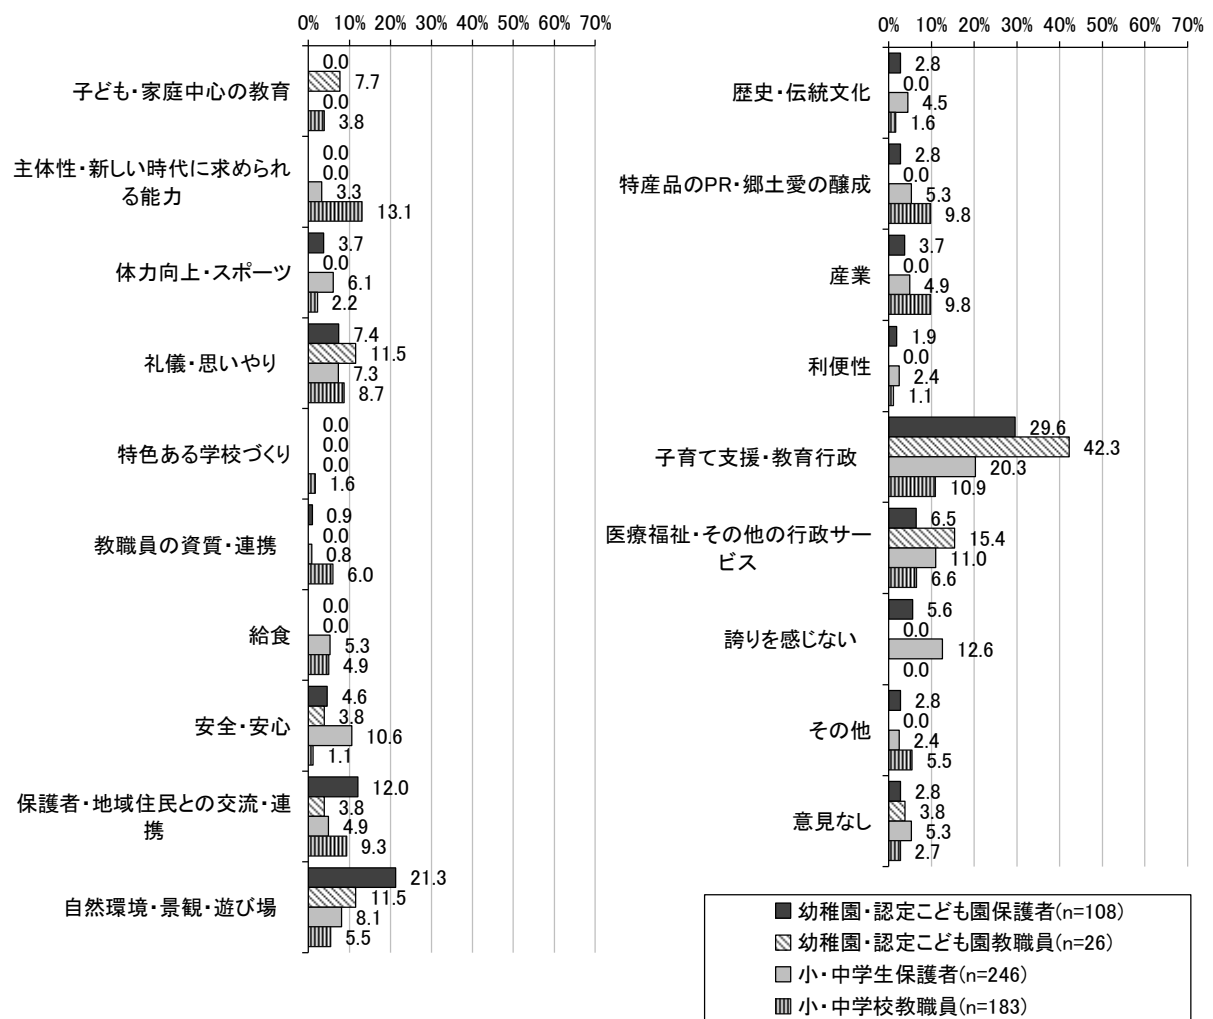 0% 10% 20% 30% 40% 50% 60% 70%
子ども・家庭中心の教育
0.0
7.7
0.0
3.8
主体性・新しい時代に求められ
る能力
0.0
0.0
3.3
13.1
体力向上・スポーツ
3.7
0.0
6.1
2.2
礼儀・思いやり
7.4
11.5
7.3
8.7
特色ある学校づくり
0.0
0.0
0.0
1.6
教職員の資質・連携
0.9
0.0
0.8
6.0
給食
0.0
0.0
5.3
4.9
安全・安心
4.6
3.8
10.6
1.1
保護者・地域住民との交流・連
携
12.0
3.8
4.9
9.3
自然環境・景観・遊び場
21.3
11.5
8.1
5.5
0% 10% 20% 30% 40% 50% 60% 70%
歴史・伝統文化
2.8
0.0
4.5
1.6
特産品のPR・郷土愛の醸成
2.8
0.0
5.3
9.8
産業
3.7
0.0
4.9
9.8
利便性
1.9
0.0
2.4
1.1
子育て支援・教育行政
29.6
42.3
20.3
10.9
医療福祉・その他の行政サー
ビス
6.5
15.4
11.0
6.6
誇りを感じない
5.6
0.0
12.6
0.0
その他
2.8
0.0
2.4
5.5
意見なし
2.8
3.8
5.3
2.7
幼稚園・認定こども園保護者(n=108)
幼稚園・認定こども園教職員(n=26)
小・中学生保護者(n=246)
小・中学校教職員(n=183)